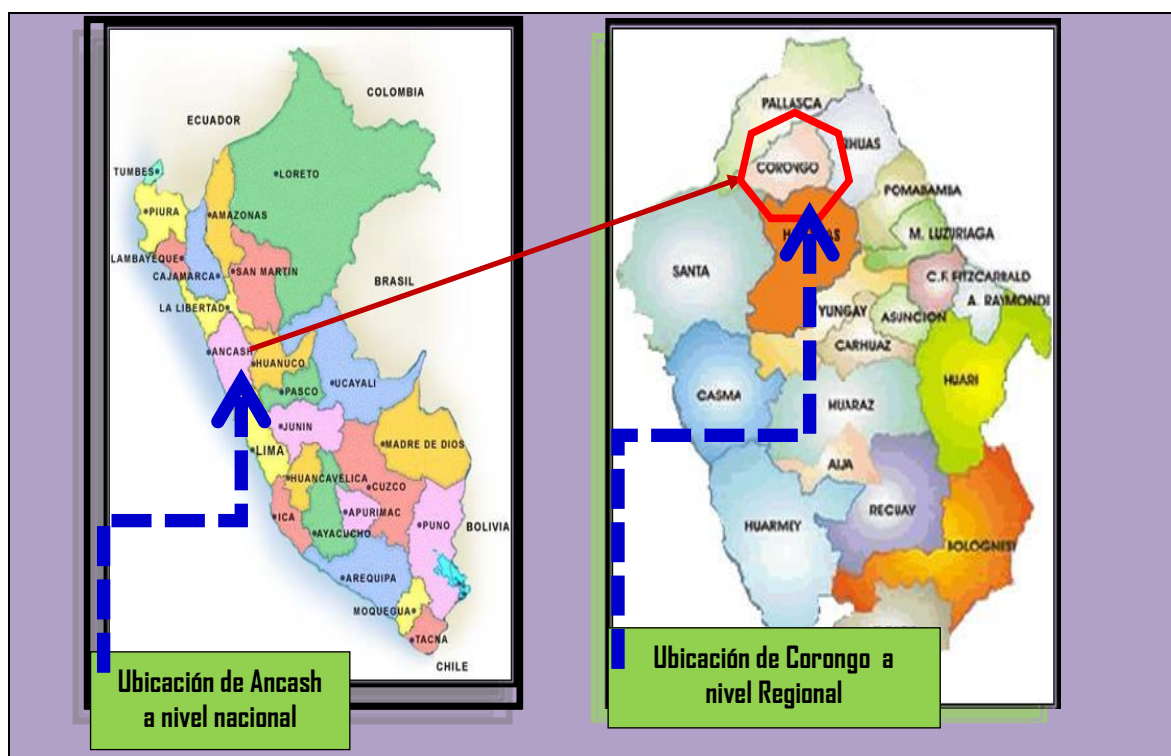 COLOMBIA
ECUADOR
LORETO
TUMBES
PIURA
AMAZONAS
LAMBAYEQUE
CAJAMARCA
SAN MARTIN
BRASIL
LA LIBERTAD
ANCASH
HUANUCO
UCAYALI
PASCO
JUNIN
LIMA
MADRE DE DIOS
HUANCAVELICA
CUZCO
ICA
APURIMAC
PUNO
BOLIVIA
AYACUCHO
AREQUIPA
MOQUEGUA
TACNA
CHILE
Ubicación de Ancash
a nivel nacional
PALLASCA
CORONGO
POMABAMBA
M. LUZURIAGA
SANTA
C.F. FITZCARRALD
A. RAYMONDI
YUNGAY
ASUNCION
CARHUAZ
HUARI
CASMA
HUARAZ
AIJA
RECUAY
HUARMEY
BOLOGNESI
Ubicación de Corongo a
nivel Regional